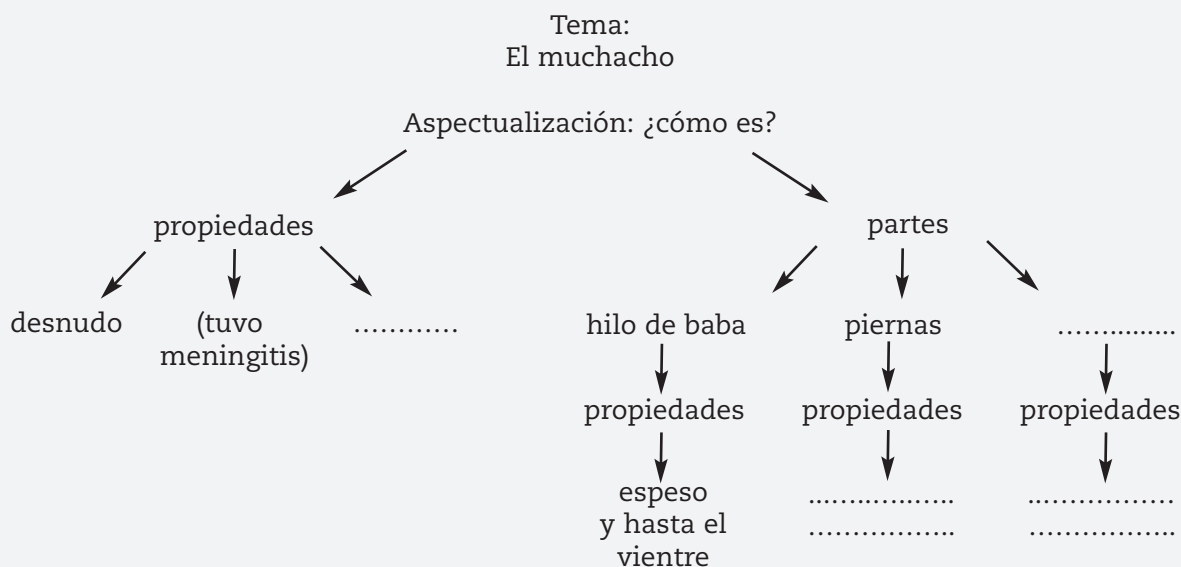 Tema:
El muchacho
Aspectualización: ¿cómo es?
propiedades
partes
desnudo
(tuvo
meningitis)
............
hilo de baba
piernas
...............
propiedades
propiedades
propiedades
espeso
y hasta el
vientre
..................
..................
..................
..................